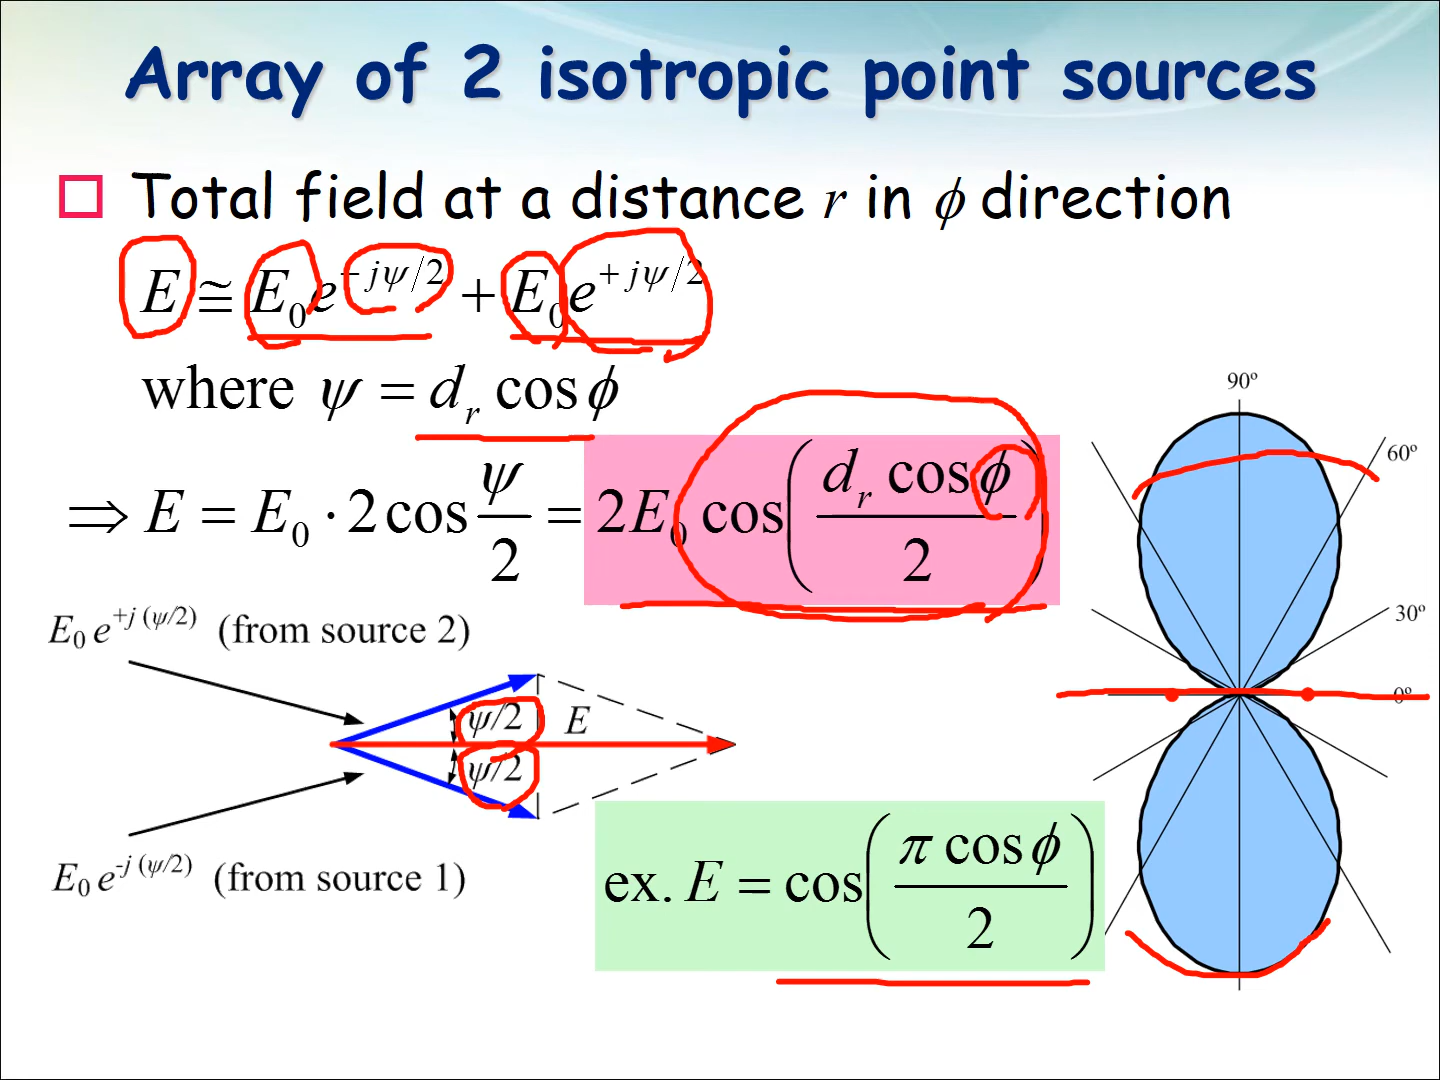 Array of 2 isotropic point sources
Total field at a distance r in ϕ direction
E ≅ E₀e^{−jψ/2} + E₀e^{+jψ/2}
where ψ = d_r cos ϕ
⇒ E = E₀ · 2cos ψ/2 = 2E₀ cos(d_r cos ϕ / 2)
90º
60º
30º
0º
E₀ e^{+j (ψ/2)} (from source 2)
ψ/2 E
ψ/2
E₀ e^{-j (ψ/2)} (from source 1)
ex. E = cos(π cos ϕ / 2)